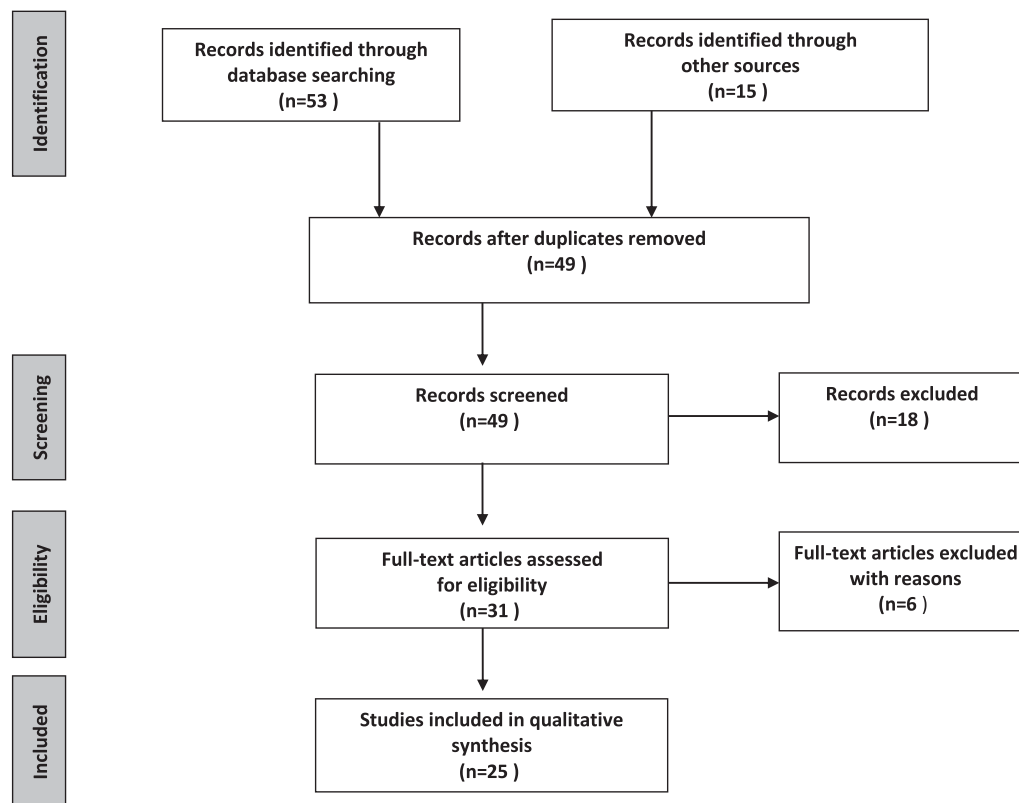 Identification
Records identified through
database searching
(n=53 )
Records identified through
other sources
(n=15 )
Records after duplicates removed
(n=49 )
Screening
Records screened
(n=49 )
Records excluded
(n=18 )
Eligibility
Full-text articles assessed
for eligibility
(n=31 )
Full-text articles excluded
with reasons
(n=6 )
Included
Studies included in qualitative
synthesis
(n=25 )